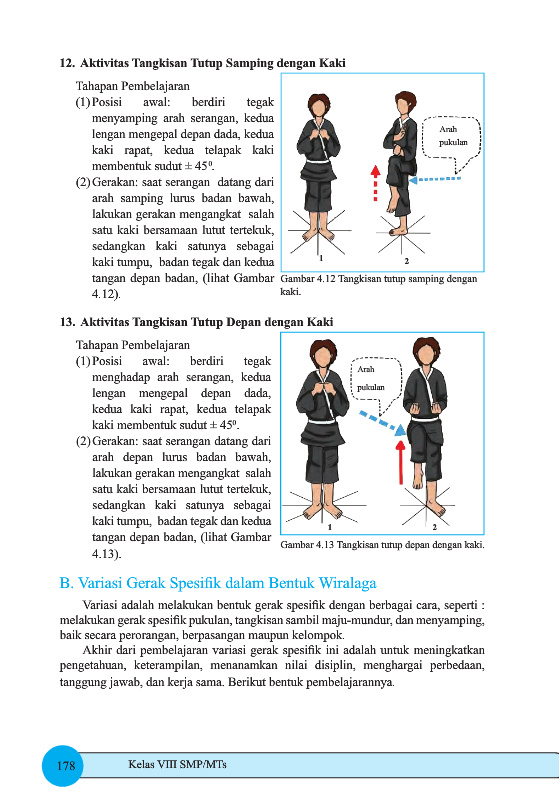 12. Aktivitas Tangkisan Tutup Samping dengan Kaki
Tahapan Pembelajaran
(1) Posisi awal: berdiri tegak
menyamping arah serangan, kedua
lengan mengepal depan dada, kedua
kaki rapat, kedua telapak kaki
membentuk sudut ± 45⁰.
(2) Gerakan: saat serangan datang dari
arah samping lurus badan bawah,
lakukan gerakan mengangkat salah
satu kaki bersamaan lutut tertekuk,
sedangkan kaki satunya sebagai
kaki tumpu, badan tegak dan kedua
tangan depan badan, (lihat Gambar
4.12).
Arah
pukulan
1
2
Gambar 4.12 Tangkisan tutup samping dengan
kaki.
13. Aktivitas Tangkisan Tutup Depan dengan Kaki
Tahapan Pembelajaran
(1) Posisi awal: berdiri tegak
menghadap arah serangan, kedua
lengan mengepal depan dada,
kedua kaki rapat, kedua telapak
kaki membentuk sudut ± 45⁰.
(2) Gerakan: saat serangan datang dari
arah depan lurus badan bawah,
lakukan gerakan mengangkat salah
satu kaki bersamaan lutut tertekuk,
sedangkan kaki satunya sebagai
kaki tumpu, badan tegak dan kedua
tangan depan badan, (lihat Gambar
4.13).
Arah
pukulan
1
2
Gambar 4.13 Tangkisan tutup depan dengan kaki.
B. Variasi Gerak Spesifik dalam Bentuk Wiralaga
Variasi adalah melakukan bentuk gerak spesifik dengan berbagai cara, seperti :
melakukan gerak spesifik pukulan, tangkisan sambil maju-mundur, dan menyamping,
baik secara perorangan, berpasangan maupun kelompok.
Akhir dari pembelajaran variasi gerak spesifik ini adalah untuk meningkatkan
pengetahuan, keterampilan, menanamkan nilai disiplin, menghargai perbedaan,
tanggung jawab, dan kerja sama. Berikut bentuk pembelajarannya.
178
Kelas VIII SMP/MTs